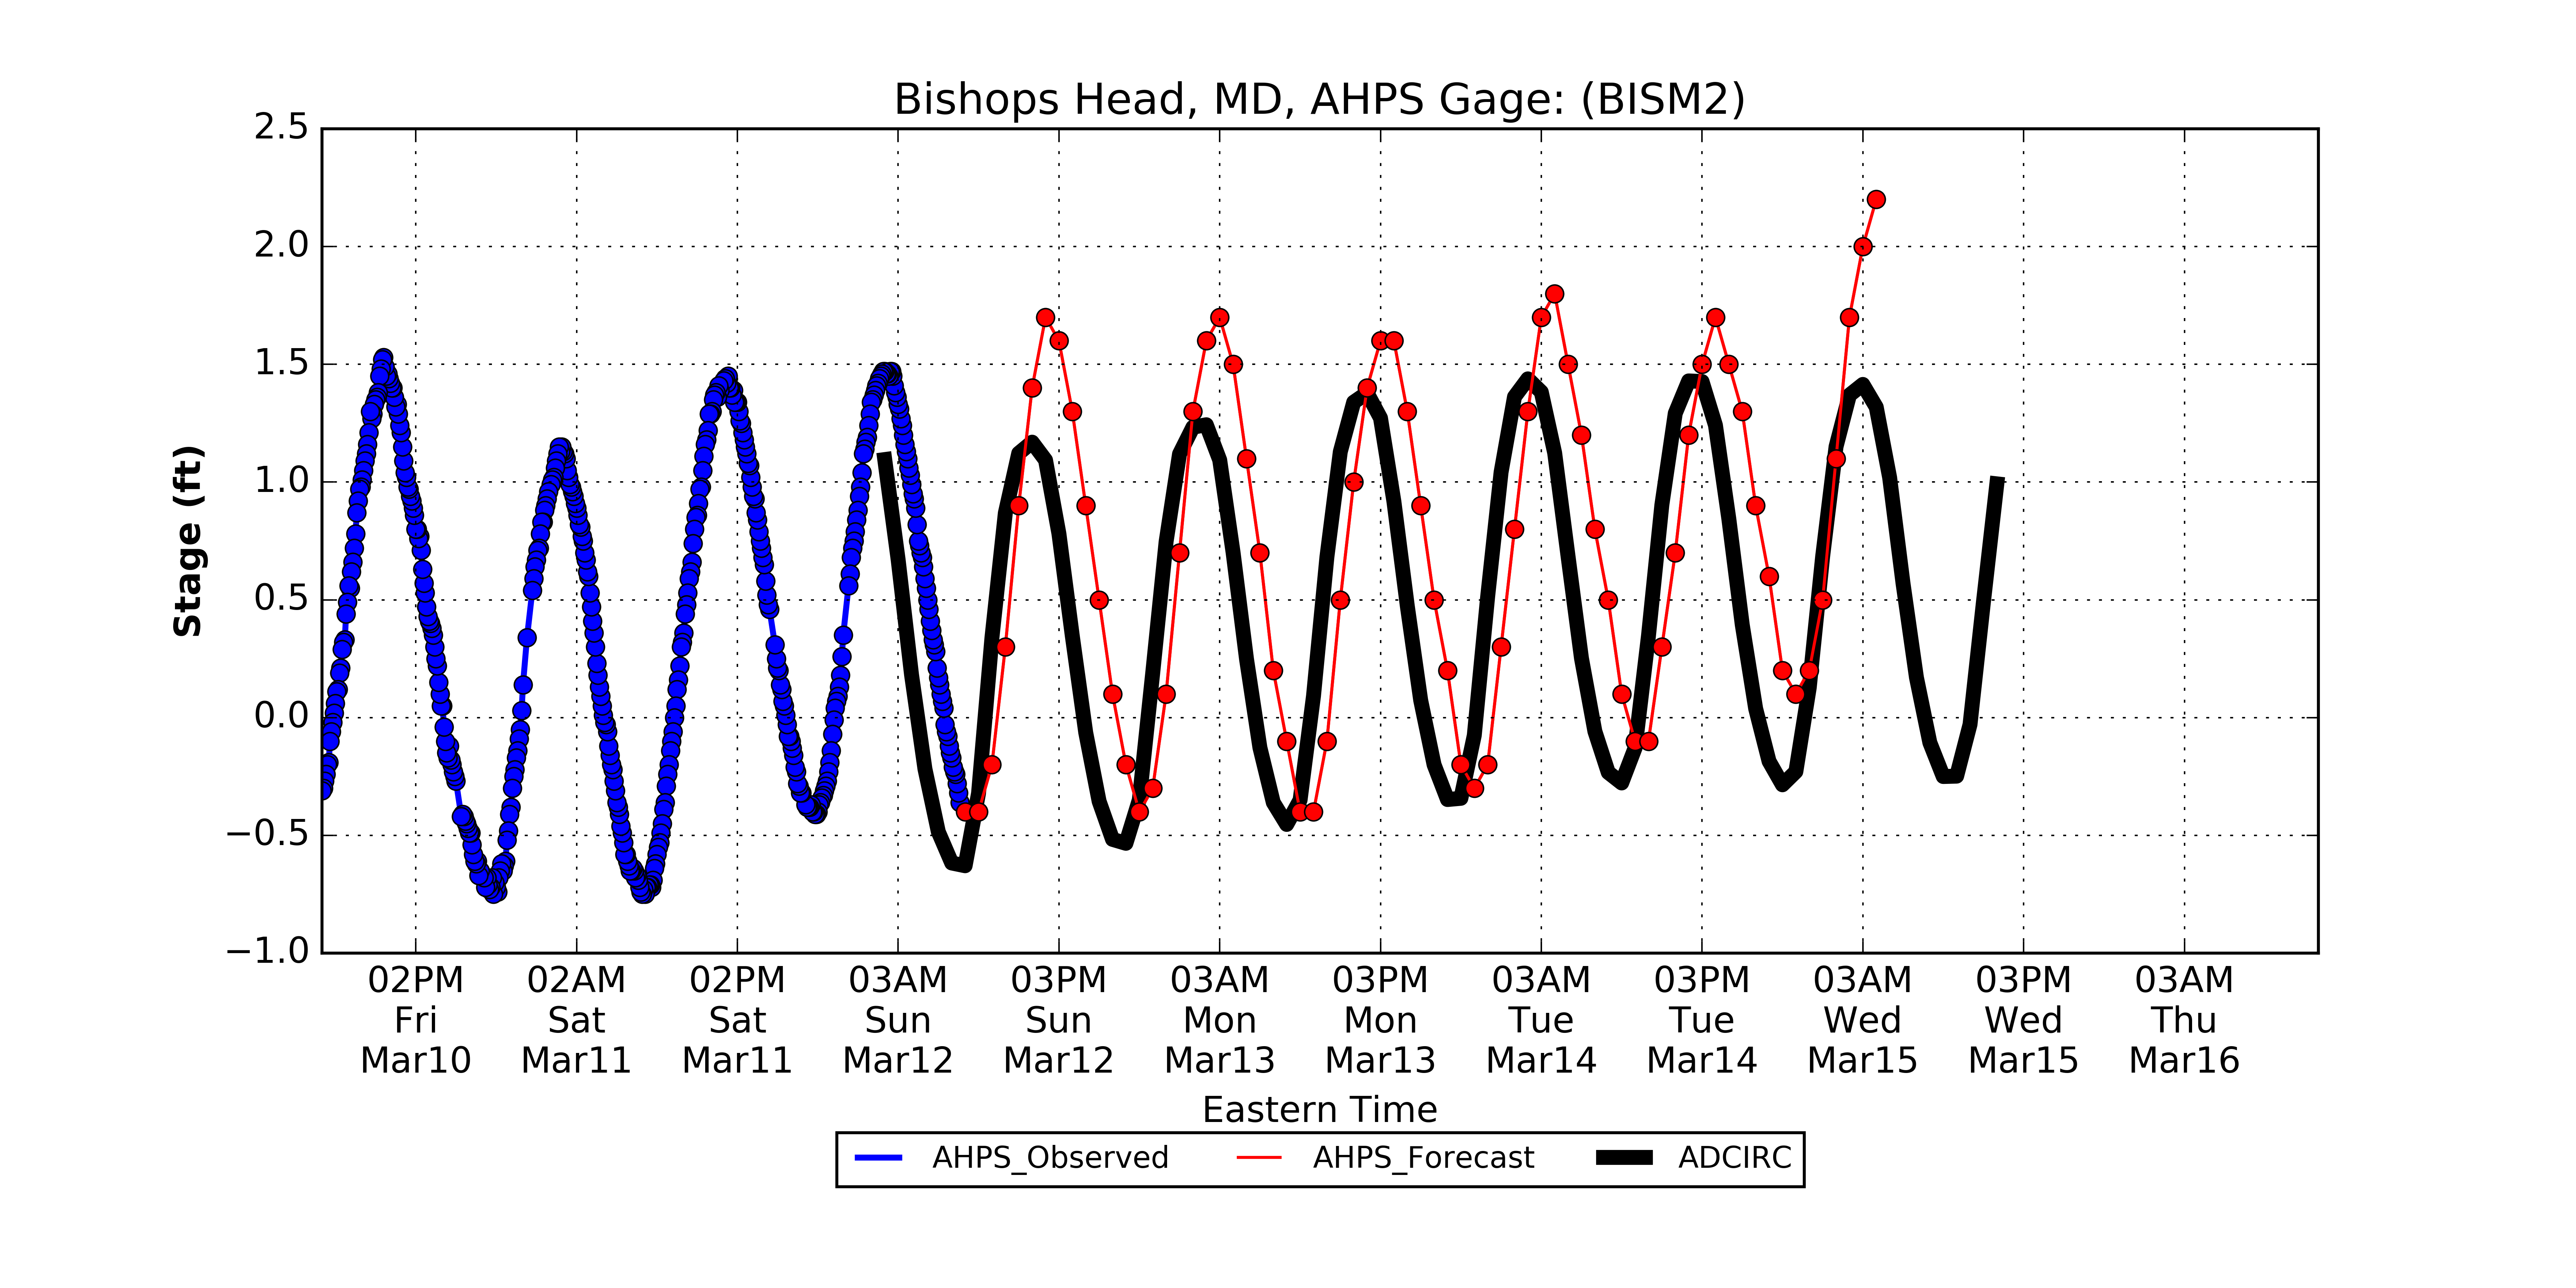 Bishops Head, MD, AHPS Gage: (BISM2)
2.5
2.0
1.5
1.0
0.5
0.0
−0.5
−1.0
Stage (ft)
02PM 02AM 02PM 03AM 03PM 03AM 03PM 03AM 03PM 03AM 03PM 03AM
Fri Sat Sat Sun Sun Mon Mon Tue Tue Wed Wed Thu
Mar10 Mar11 Mar11 Mar12 Mar12 Mar13 Mar13 Mar14 Mar14 Mar15 Mar15 Mar16
Eastern Time
AHPS_Observed AHPS_Forecast ADCIRC